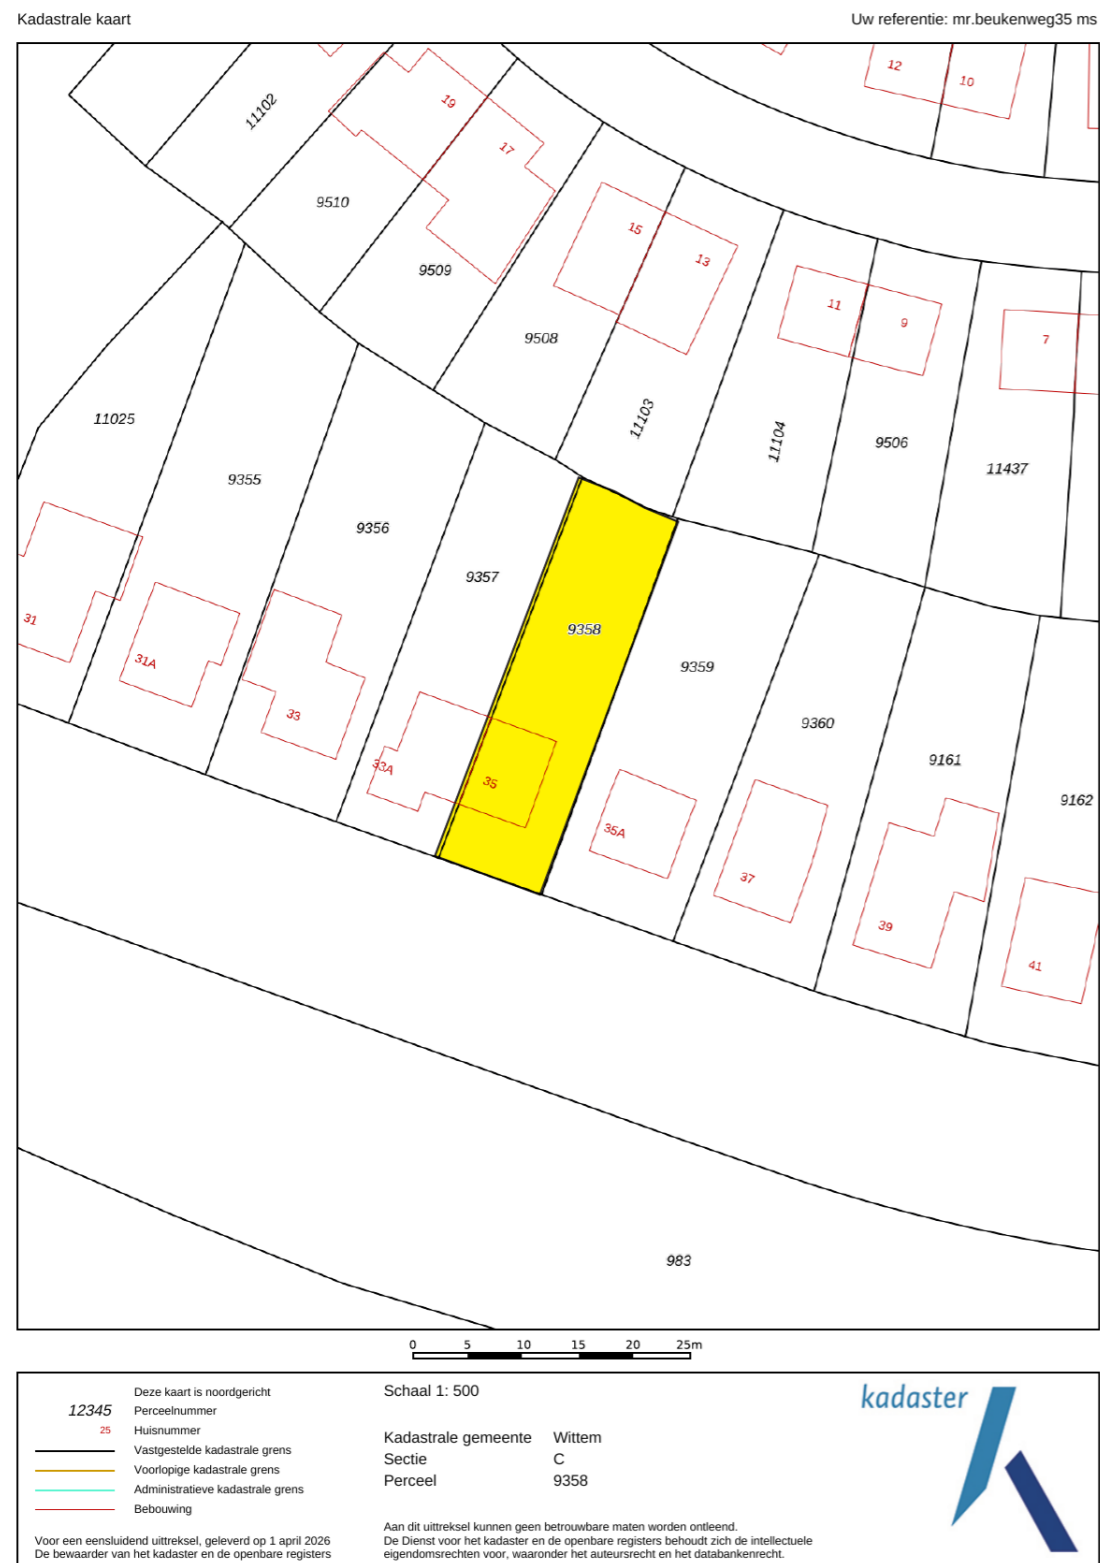 Kadastrale kaart
Uw referentie: mr.beukenweg35 ms
12
10
19
11102
17
9510
15
13
9509
11
9
9508
7
11103
11025
11104
9506
11437
9355
9356
9357
31
9358
31A
9359
33
9360
33A
35
9161
35A
9162
37
39
41
983
0 5 10 15 20 25m
Deze kaart is noordgericht
12345 Perceelnummer
25 Huisnummer
Vastgestelde kadastrale grens
Voorlopige kadastrale grens
Administratieve kadastrale grens
Bebouwing
Voor een eensluidend uittreksel, geleverd op 1 april 2026
De bewaarder van het kadaster en de openbare registers
Schaal 1: 500
Kadastrale gemeente Wittem
Sectie C
Perceel 9358
Aan dit uittreksel kunnen geen betrouwbare maten worden ontleend.
De Dienst voor het kadaster en de openbare registers behoudt zich de intellectuele
eigendomsrechten voor, waaronder het auteursrecht en het databankenrecht.
kadaster